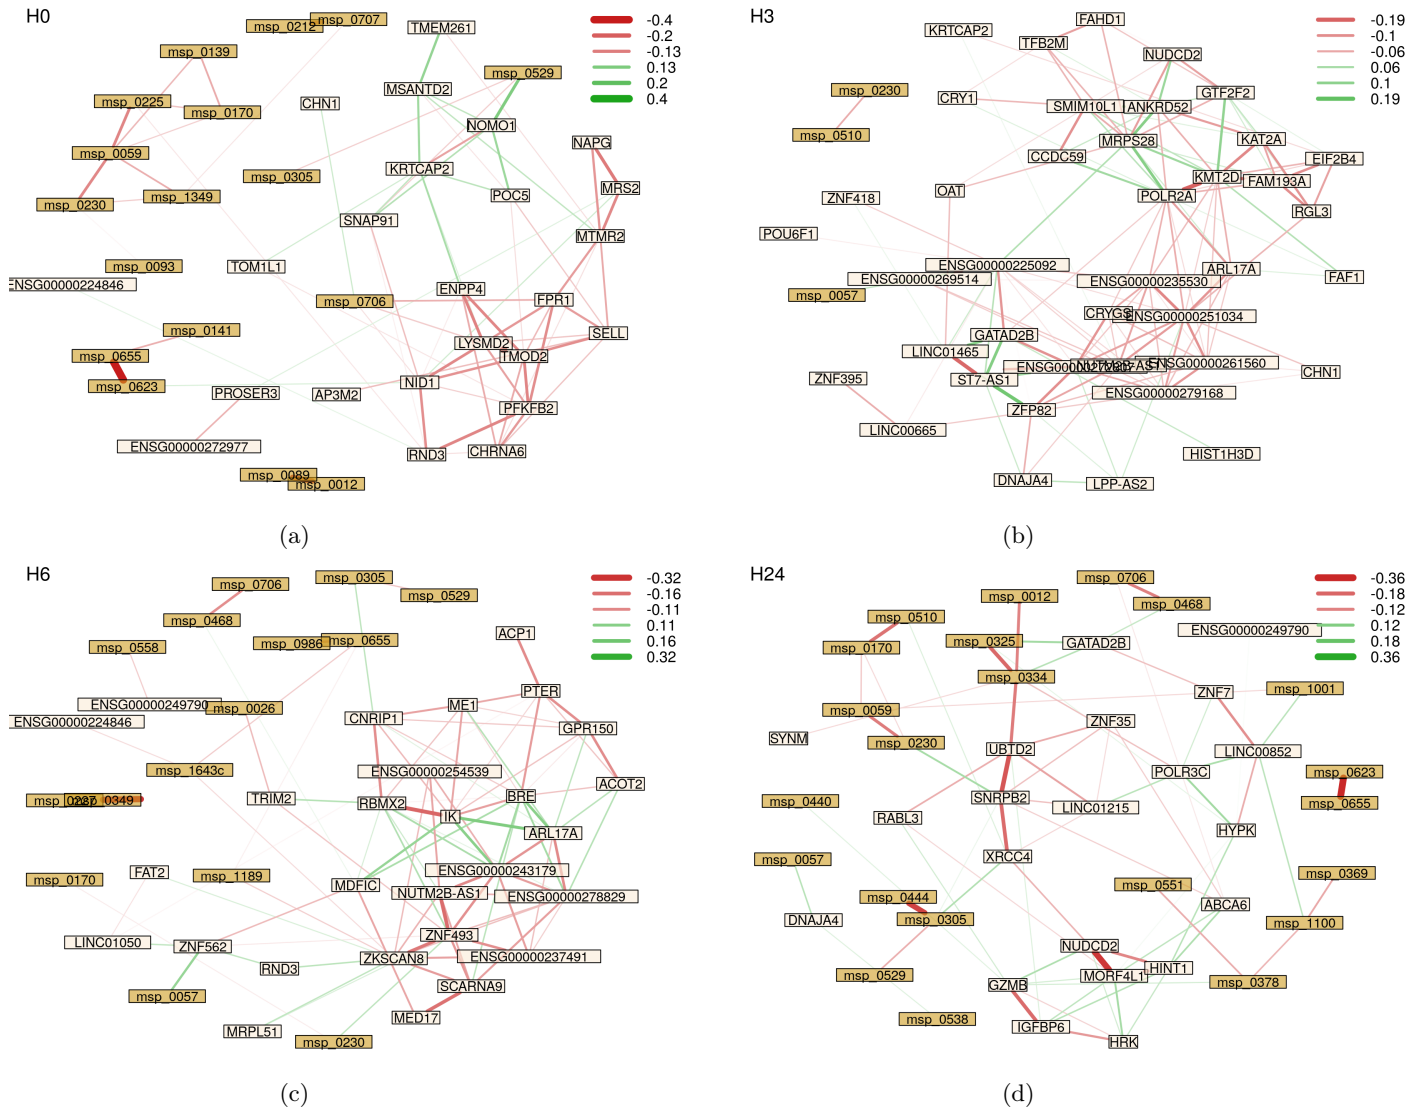 H0
msp_0707
msp_0212
TMEM261
-0.4
-0.2
-0.13
0.13
0.2
0.4
msp_0139
msp_0529
MSANTD2
msp_0225
CHN1
msp_0170
NOMO1
NAPG
msp_0059
KRTCAP2
msp_0305
MRS2
msp_1349
POC5
msp_0230
SNAP91
MTMR2
msp_0093
TOM1L1
ENSG00000224846
ENPP4
msp_0706
FPR1
msp_0141
SELL
LYSMD2
msp_0655
TMOD2
msp_0623
NID1
PROSER3
AP3M2
PFKFB2
ENSG00000272977
RND3
CHRNA6
msp_0089
msp_0012
(a)
H3
FAHD1
KRTCAP2
TFB2M
NUDCD2
-0.19
-0.1
-0.06
0.06
0.1
0.19
msp_0230
CRY1
GTF2F2
SMIM10L1
ANKRD52
msp_0510
MRPS28
KAT2A
CCDC59
EIF2B4
KMT2D
FAM193A
OAT
ZNF418
POLR2A
RGL3
POU6F1
ENSG00000225092
ARL17A
ENSG00000269514
ENSG00000235530
FAF1
msp_0057
CRYGS
ENSG00000251034
GATAD2B
LINC01465
NUTM2B-AS1
ENSG00000261560
CHN1
ZNF395
ST7-AS1
ENSG00000279168
ZFP82
LINC00665
HIST1H3D
DNAJA4
LPP-AS2
(b)
H6
msp_0706
msp_0305
-0.32
-0.16
-0.11
0.11
0.16
0.32
msp_0529
msp_0468
ACP1
msp_0558
msp_0986
msp_0655
PTER
ENSG00000249790
msp_0026
ME1
CNRIP1
ENSG00000224846
GPR150
msp_1643c
ENSG00000254539
ACOT2
msp_0349
TRIM2
RBMX2
BRE
IK
ARL17A
FAT2
msp_1189
ENSG00000243179
msp_0170
MDFIC
NUTM2B-AS1
ENSG00000278829
ZNF493
LINC01050
ZNF562
ZKSCAN8
ENSG00000237491
RND3
SCARNA9
msp_0057
MED17
MRPL51
msp_0230
(c)
H24
msp_0706
msp_0012
msp_0468
-0.36
-0.18
-0.12
0.12
0.18
0.36
msp_0510
ENSG00000249790
msp_0325
GATAD2B
msp_0170
msp_0334
ZNF7
msp_1001
msp_0059
ZNF35
SYNM
msp_0230
UBTD2
LINC00852
POLR3C
msp_0623
msp_0440
SNRPB2
LINC01215
msp_0655
RABL3
HYPK
msp_0057
XRCC4
msp_0369
msp_0551
msp_0444
ABCA6
DNAJA4
msp_0305
msp_1100
NUDCD2
msp_0529
HINT1
MORF4L1
GZMB
msp_0378
msp_0538
IGFBP6
HRK
(d)